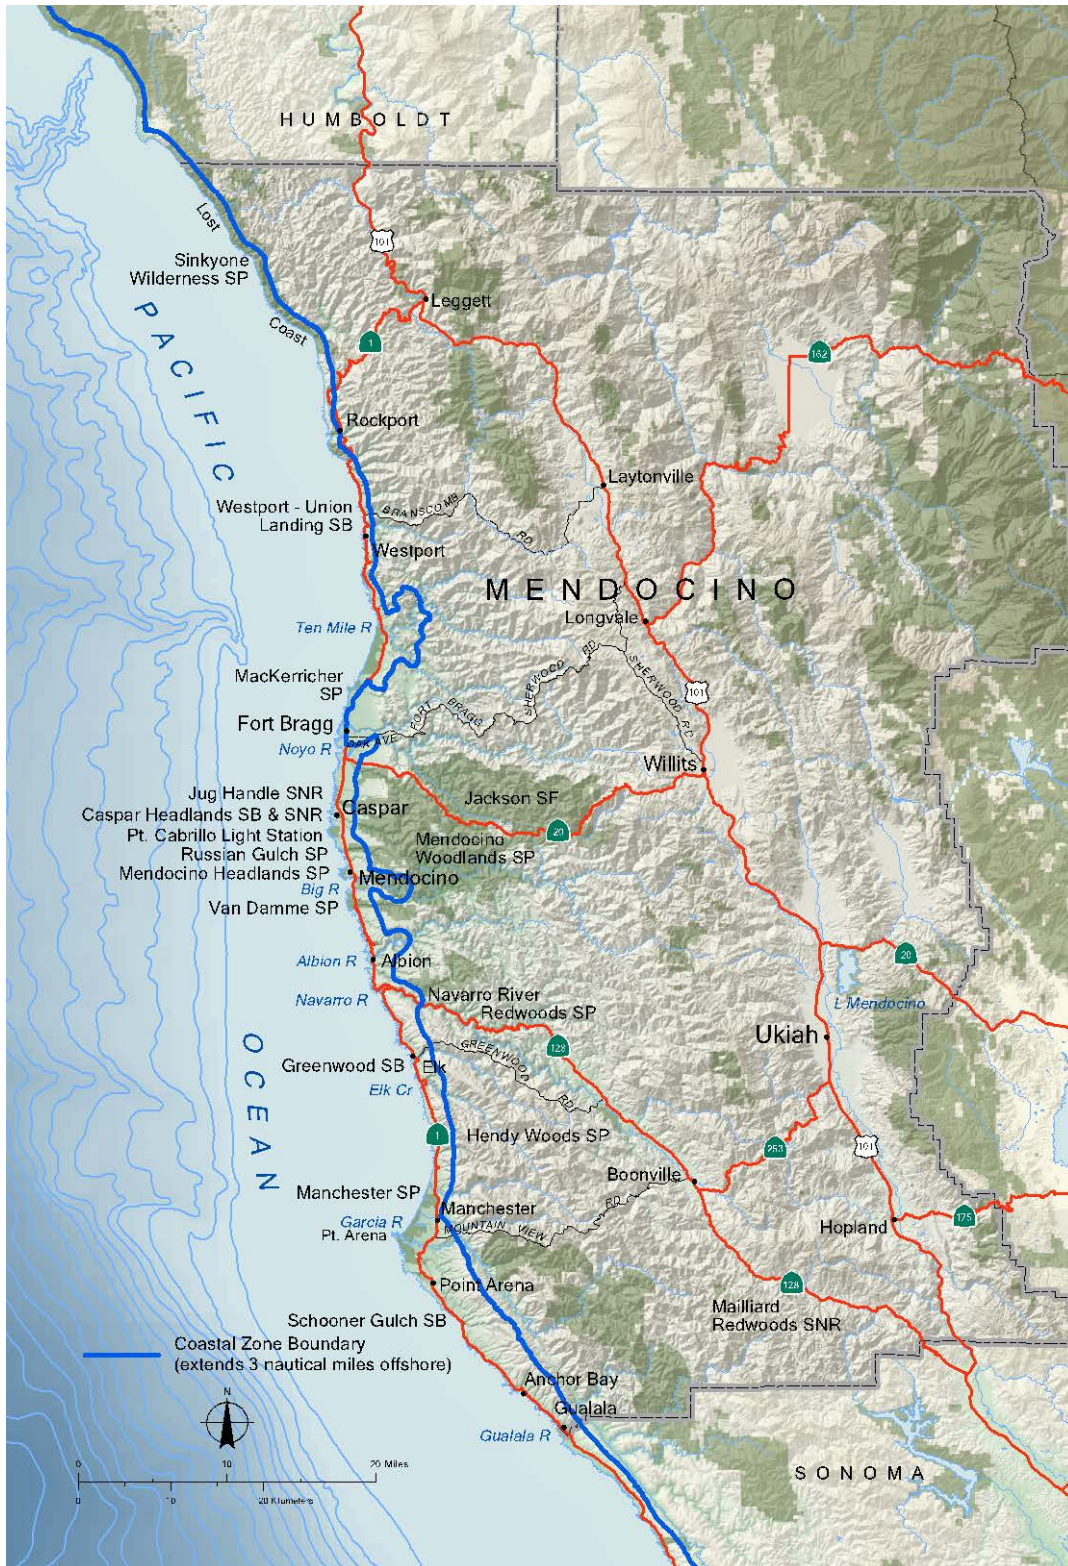 HUMBOLDT
Lost
Sinkyone
Wilderness SP
101
Leggett
PACIFIC
Coast
1
162
Rockport
Laytonville
Westport - Union
Landing SB
BRANSCOMB
RD
Westport
MENDOCINO
Longvale
Ten Mile R
SHERWOOD RD
SHERWOOD RD
MacKerricher
SP
101
FORT BRAGG
Fort Bragg
OAK AVE
Noyo R
Willits
Jug Handle SNR
Jackson SF
Caspar Headlands SB & SNR
Caspar
Pt. Cabrillo Light Station
20
Mendocino
Woodlands SP
Russian Gulch SP
Mendocino Headlands SP
Mendocino
Big R
Van Damme SP
20
Albion R
Albion
Navarro R
Navarro River
Redwoods SP
L Mendocino
OCEAN
Ukiah
GREENWOOD
RD
128
Greenwood SB
Elk
Elk Cr
1
Hendy Woods SP
253
101
Boonville
Manchester SP
Manchester
Garcia R
Pt. Arena
MOUNTAIN VIEW
RD
Hopland
175
Point Arena
128
Schooner Gulch SB
Mailliard
Redwoods SNR
Coastal Zone Boundary
(extends 3 nautical miles offshore)
Anchor Bay
Gualala
N
Gualala R
SONOMA
0 10 20 Miles
0 10 20 Kilometers